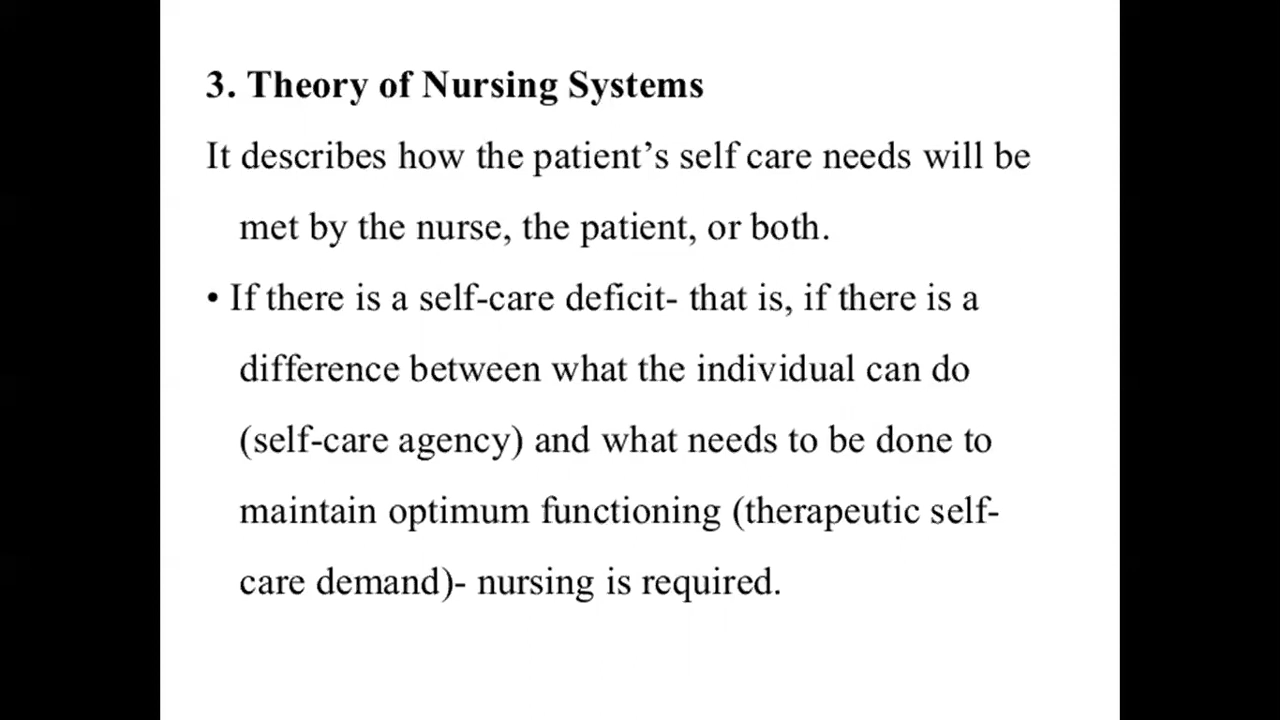 3. Theory of Nursing Systems
It describes how the patient’s self care needs will be
met by the nurse, the patient, or both.
• If there is a self-care deficit- that is, if there is a
difference between what the individual can do
(self-care agency) and what needs to be done to
maintain optimum functioning (therapeutic self-
care demand)- nursing is required.